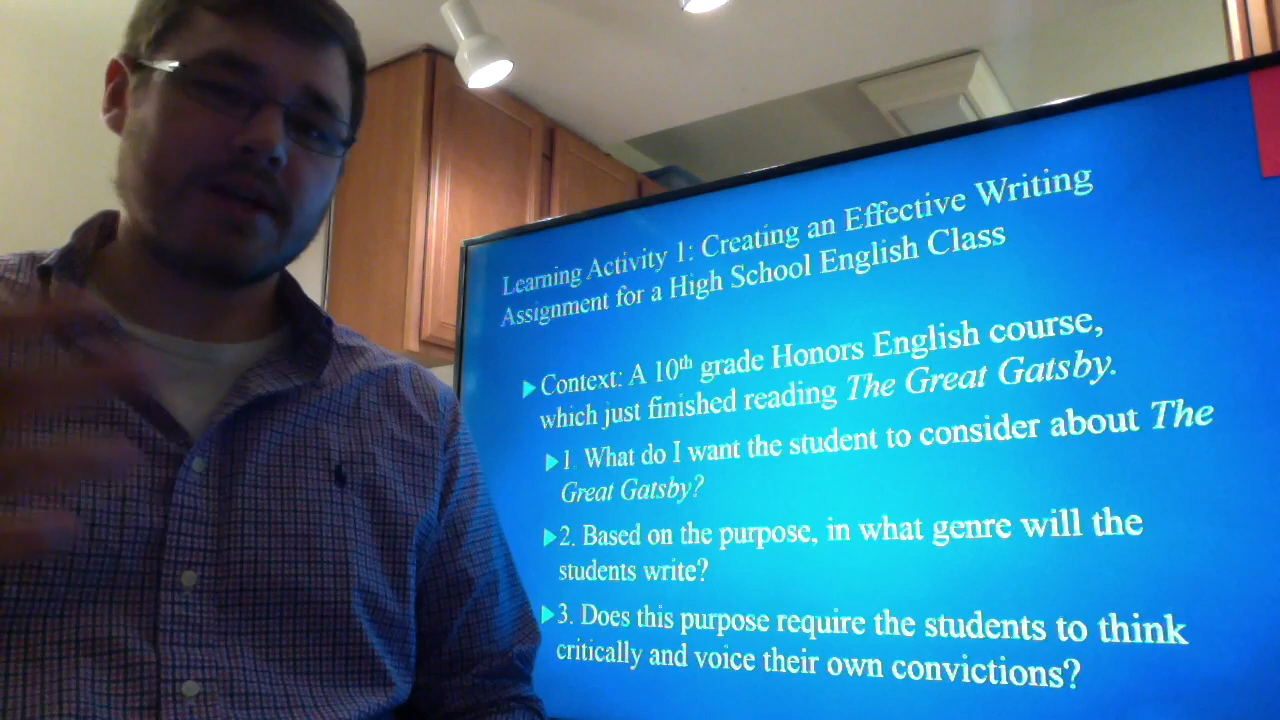 Learning Activity 1: Creating an Effective Writing
Assignment for a High School English Class
Context: A 10th grade Honors English course,
which just finished reading The Great Gatsby.
1. What do I want the student to consider about The
Great Gatsby?
2. Based on the purpose, in what genre will the
students write?
3. Does this purpose require the students to think
critically and voice their own convictions?